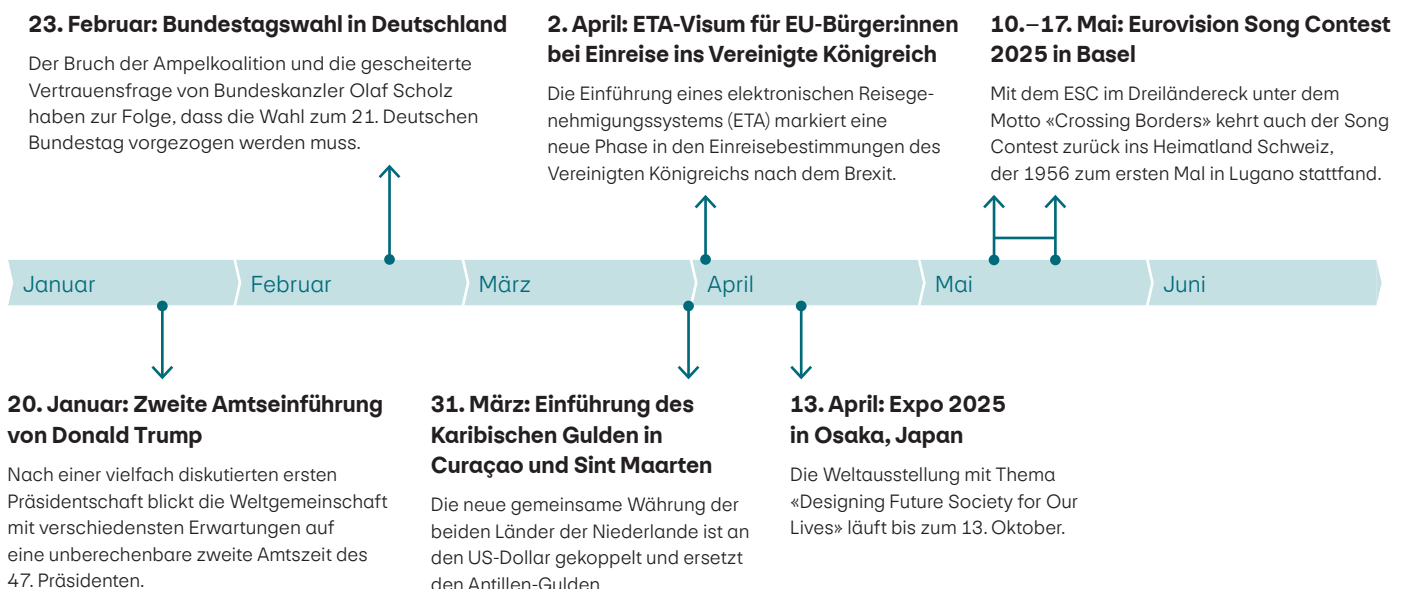 23. Februar: Bundestagswahl in Deutschland
Der Bruch der Ampelkoalition und die gescheiterte
Vertrauensfrage von Bundeskanzler Olaf Scholz
haben zur Folge, dass die Wahl zum 21. Deutschen
Bundestag vorgezogen werden muss.
2. April: ETA-Visum für EU-Bürger:innen
bei Einreise ins Vereinigte Königreich
Die Einführung eines elektronischen Reisege-
nehmigungssystems (ETA) markiert eine
neue Phase in den Einreisebestimmungen des
Vereinigten Königreichs nach dem Brexit.
10.–17. Mai: Eurovision Song Contest
2025 in Basel
Mit dem ESC im Dreiländereck unter dem
Motto «Crossing Borders» kehrt auch der Song
Contest zurück ins Heimatland Schweiz,
der 1956 zum ersten Mal in Lugano stattfand.
Januar
Februar
März
April
Mai
Juni
20. Januar: Zweite Amtseinführung
von Donald Trump
Nach einer vielfach diskutierten ersten
Präsidentschaft blickt die Weltgemeinschaft
mit verschiedensten Erwartungen auf
eine unberechenbare zweite Amtszeit des
47. Präsidenten.
31. März: Einführung des
Karibischen Gulden in
Curaçao und Sint Maarten
Die neue gemeinsame Währung der
beiden Länder der Niederlande ist an
den US-Dollar gekoppelt und ersetzt
den Antillen-Gulden
13. April: Expo 2025
in Osaka, Japan
Die Weltausstellung mit Thema
«Designing Future Society for Our
Lives» läuft bis zum 13. Oktober.